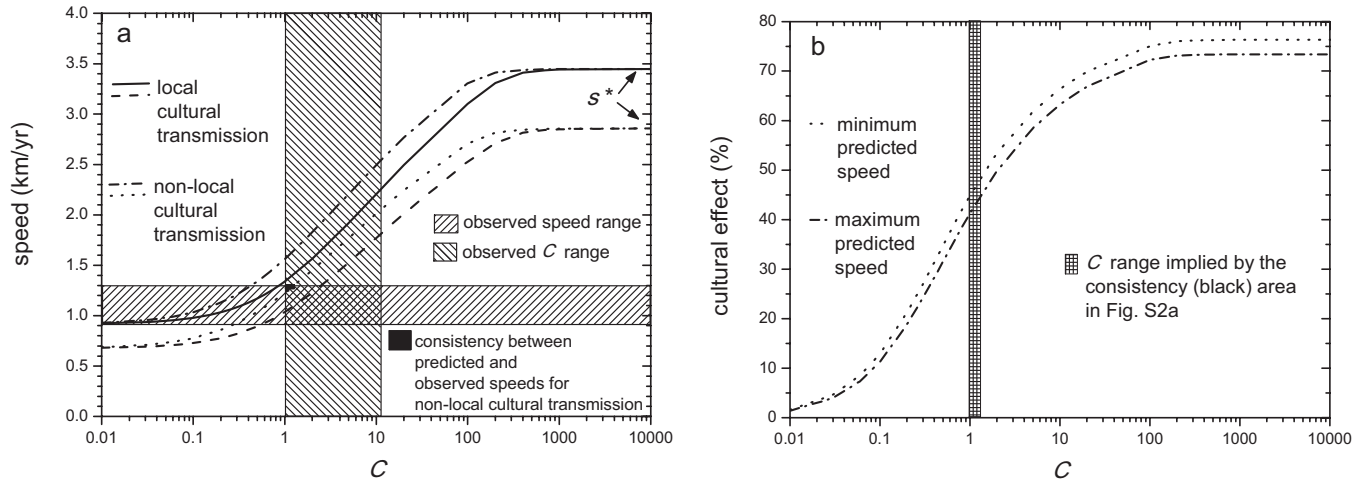 a
speed (km/yr)
4.0
3.5
3.0
2.5
2.0
1.5
1.0
0.5
0.0
local
cultural
transmission
non-local
cultural
transmission
s*
observed speed range
observed C range
consistency between
predicted and
observed speeds for
non-local cultural transmission
0.01
0.1
1
10
100
1000
10000
C
b
cultural effect (%)
80
70
60
50
40
30
20
10
0
minimum
predicted
speed
maximum
predicted
speed
C range implied by the
consistency (black) area
in Fig. S2a
0.01
0.1
1
10
100
1000
10000
C